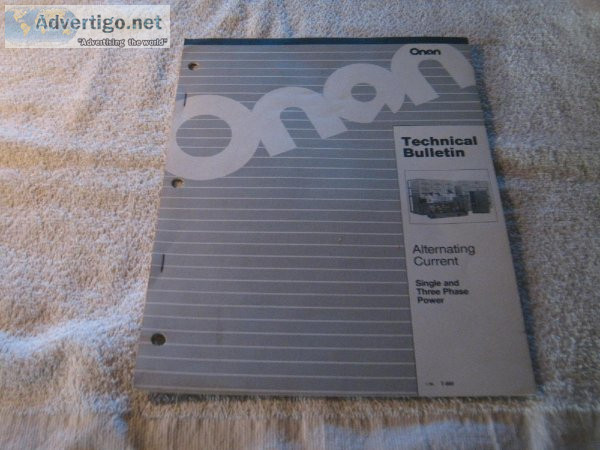 Advertigo.net
"Advertising the world"
Onan
Onan
Technical
Bulletin
Alternating
Current
Single and
Three Phase
Power